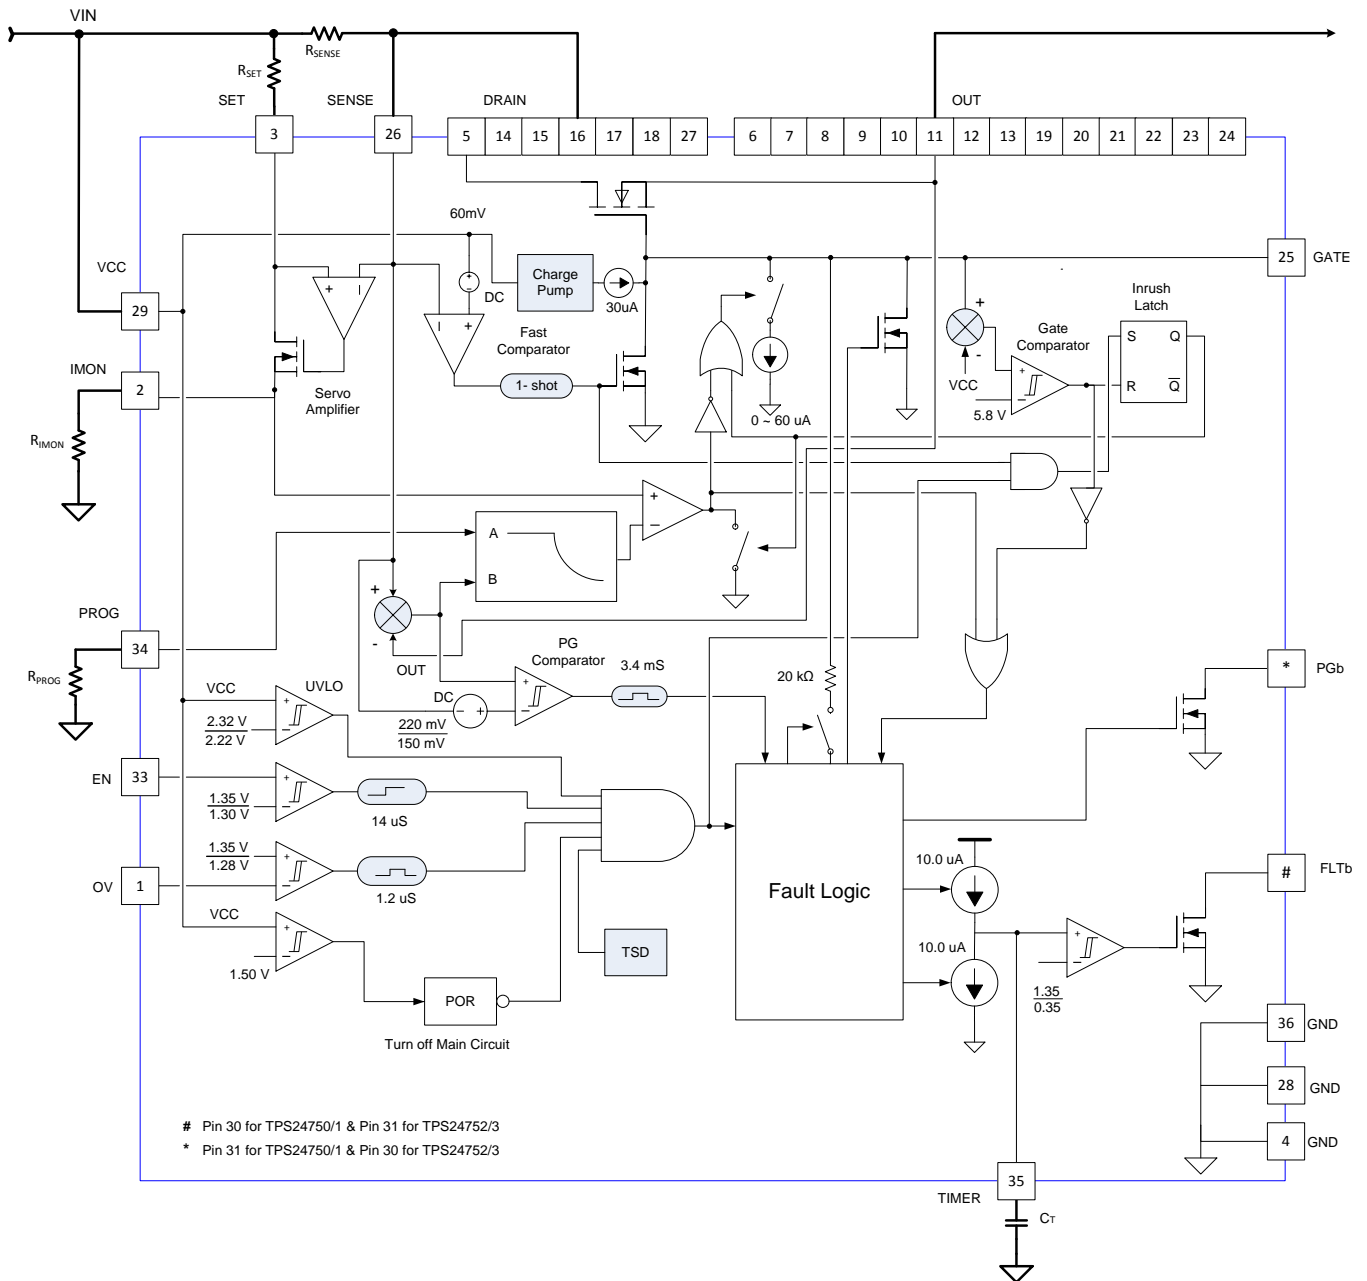 VIN
RSENSE
RSET
SET
SENSE
DRAIN
OUT
3
26
5 14 15 16 17 18 27
6 7 8 9 10 11 12 13 19 20 21 22 23 24
60mV
VCC
29
+
-
DC
Charge
Pump
30uA
25
GATE
Inrush
Latch
S Q
R Q
Gate
Comparator
VCC
5.8 V
Fast
Comparator
1- shot
Servo
Amplifier
IMON
2
RIMON
0 ~ 60 uA
A
B
PROG
34
RPROG
OUT
PG
Comparator
3.4 mS
20 kΩ
DC
220 mV
150 mV
*
PGb
VCC
UVLO
2.32 V
2.22 V
EN
33
1.35 V
1.30 V
14 uS
OV
1
1.35 V
1.28 V
1.2 uS
VCC
1.50 V
POR
Turn off Main Circuit
TSD
Fault Logic
10.0 uA
10.0 uA
1.35
0.35
#
FLTb
36
GND
28
GND
4
GND
# Pin 30 for TPS24750/1 & Pin 31 for TPS24752/3
* Pin 31 for TPS24750/1 & Pin 30 for TPS24752/3
35
TIMER
CT